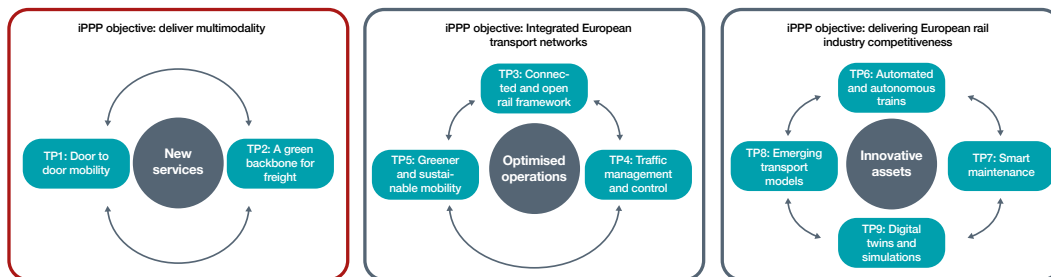 iPPP objective: deliver multimodality
TP1: Door to
door mobility
New
services
TP2: A green
backbone for
freight
iPPP objective: Integrated European
transport networks
TP3: Connec-
ted and open
rail framework
TP5: Greener
and sustai-
nable mobility
Optimised
operations
TP4: Traffic
management
and control
iPPP objective: delivering European rail
industry competitiveness
TP6: Automated
and autonomous
trains
TP8: Emerging
transport
models
Innovative
assets
TP7: Smart
maintenance
TP9: Digital
twins and
simulations